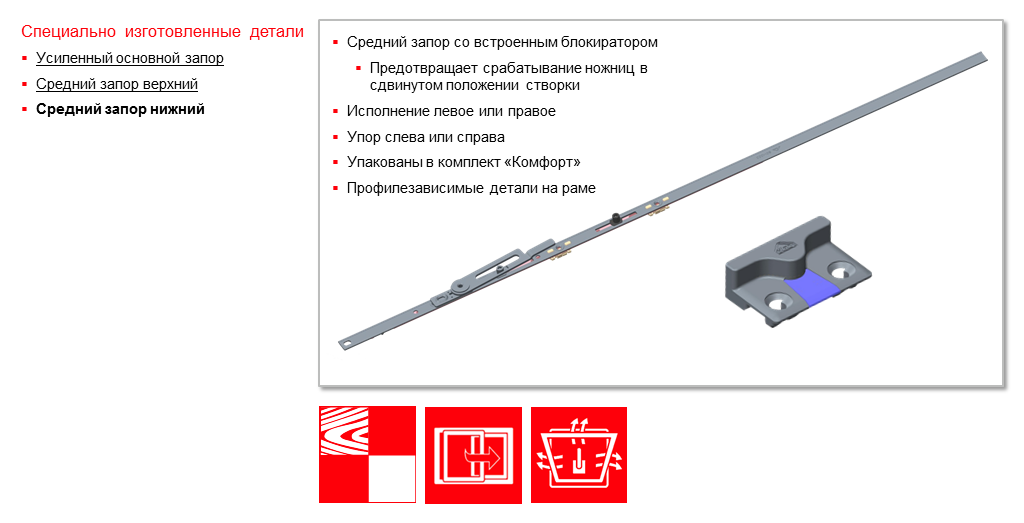 Специально изготовленные детали
Усиленный основной запор
Средний запор верхний
Средний запор нижний
Средний запор со встроенным блокиратором
Предотвращает срабатывание ножниц в
сдвинутом положении створки
Исполнение левое или правое
Упор слева или справа
Упакованы в комплект «Комфорт»
Профилезависимые детали на раме